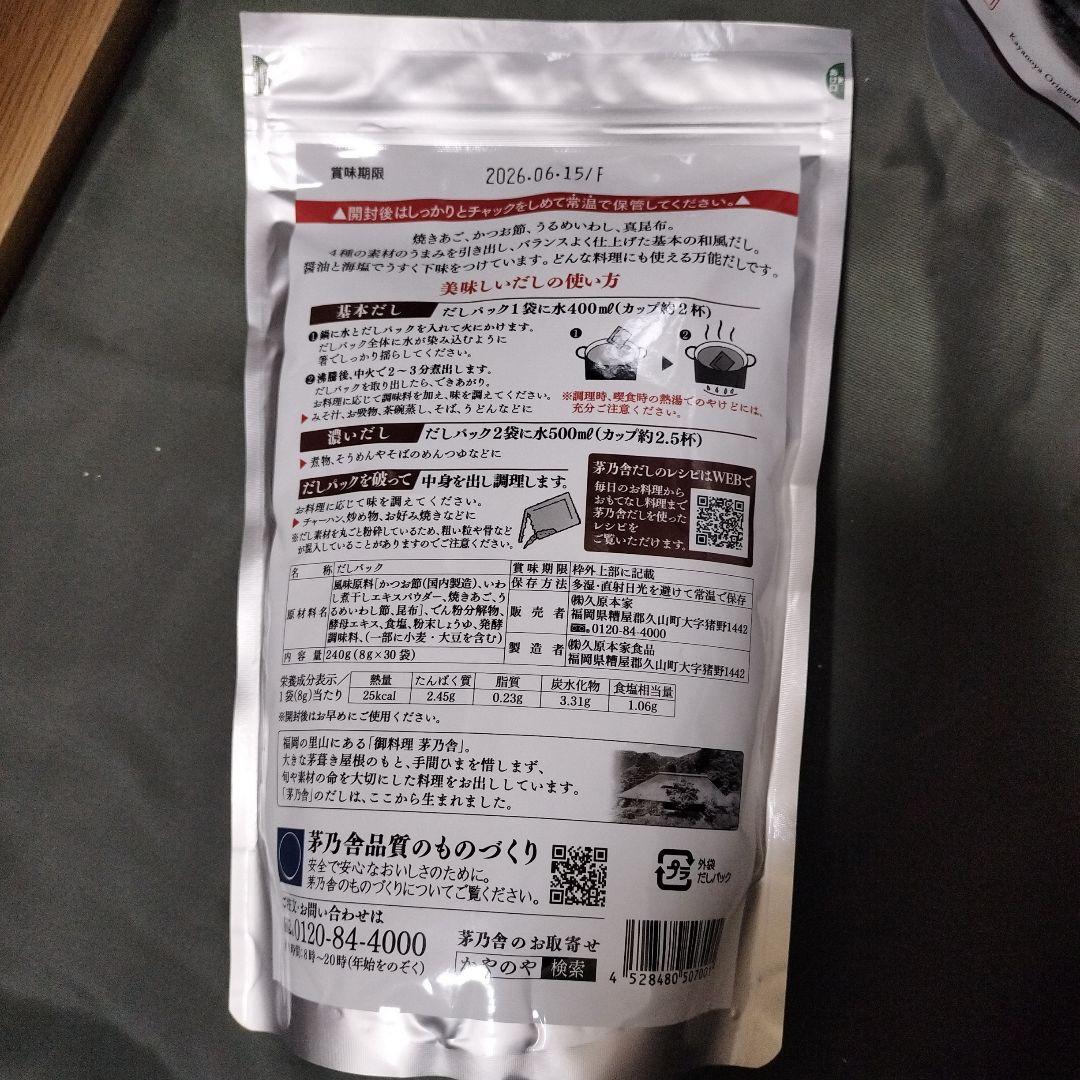 Kayanoya Original
賞味期限 2026.06.15/F
▲開封後はしっかりとチャックをしめて常温で保管してください。▲
焼きあご、かつお節、うるめいわし、真昆布。
4種の素材のうまみを引き出し、バランスよく仕上げた基本の和風だし。
醤油と海塩でうすく下味をつけています。どんな料理にも使える万能だしです。
美味しいだしの使い方
基本だし だしパック1袋に水400㎖(カップ約2杯)
❶鍋に水とだしパックを入れて火にかけます。
だしパック全体に水が染み込むように
箸でしっかり揺らしてください。
❷沸騰後、中火で2～3分煮出します。
だしパックを取り出したら、できあがり。
お料理に応じて調味料を加え、味を調えてください。
▶みそ汁、お吸物、茶碗蒸し、そば、うどんなどに
❶ ▶ ❷
※調理時、喫食時の熱湯でのやけどには、
充分ご注意ください。
濃いだし だしパック2袋に水500㎖(カップ約2.5杯)
▶煮物、そうめんやそばのめんつゆなどに
だしパックを破って 中身を出し調理します。
お料理に応じて味を調えてください。
▶チャーハン、炒め物、お好み焼きなどに
※だし素材を丸ごと粉砕しているため、粗い粒や骨など
が混入していることがありますのでご注意ください。
茅乃舎だしのレシピはWEBで
毎日のお料理から
おもてなし料理まで
茅乃舎だしを使った
レシピを
ご覧いただけます。
名称 だしパック
原材料名 風味原料[かつお節(国内製造)、いわ
し煮干しエキスパウダー、焼きあご、う
るめいわし節、昆布]、でん粉分解物、
酵母エキス、食塩、粉末しょうゆ、発酵
調味料、(一部に小麦・大豆を含む)
内容量 240g(8g×30袋)
賞味期限 枠外上部に記載
保存方法 多湿・直射日光を避けて常温で保存
販売者 ㈱久原本家
福岡県糟屋郡久山町大字猪野1442
0120-84-4000
製造者 ㈱久原本家食品
福岡県糟屋郡久山町大字猪野1442
栄養成分表示／
1袋(8g)当たり
熱量 たんぱく質 脂質 炭水化物 食塩相当量
25kcal 2.45g 0.23g 3.31g 1.06g
※開封後はお早めにご使用ください。
福岡の里山にある「御料理 茅乃舎」。
大きな茅葺き屋根のもと、手間ひまを惜しまず、
旬や素材の命を大切にした料理をお出ししています。
「茅乃舎」のだしは、ここから生まれました。
茅乃舎品質のものづくり
安全で安心なおいしさのために。
茅乃舎のものづくりについてご覧ください。
プラ
外袋
だしパック
ご注文・お問い合わせは
0120-84-4000
時間:8時～20時(年始をのぞく)
茅乃舎のお取寄せ
かやのや 検索
4 528480 50700